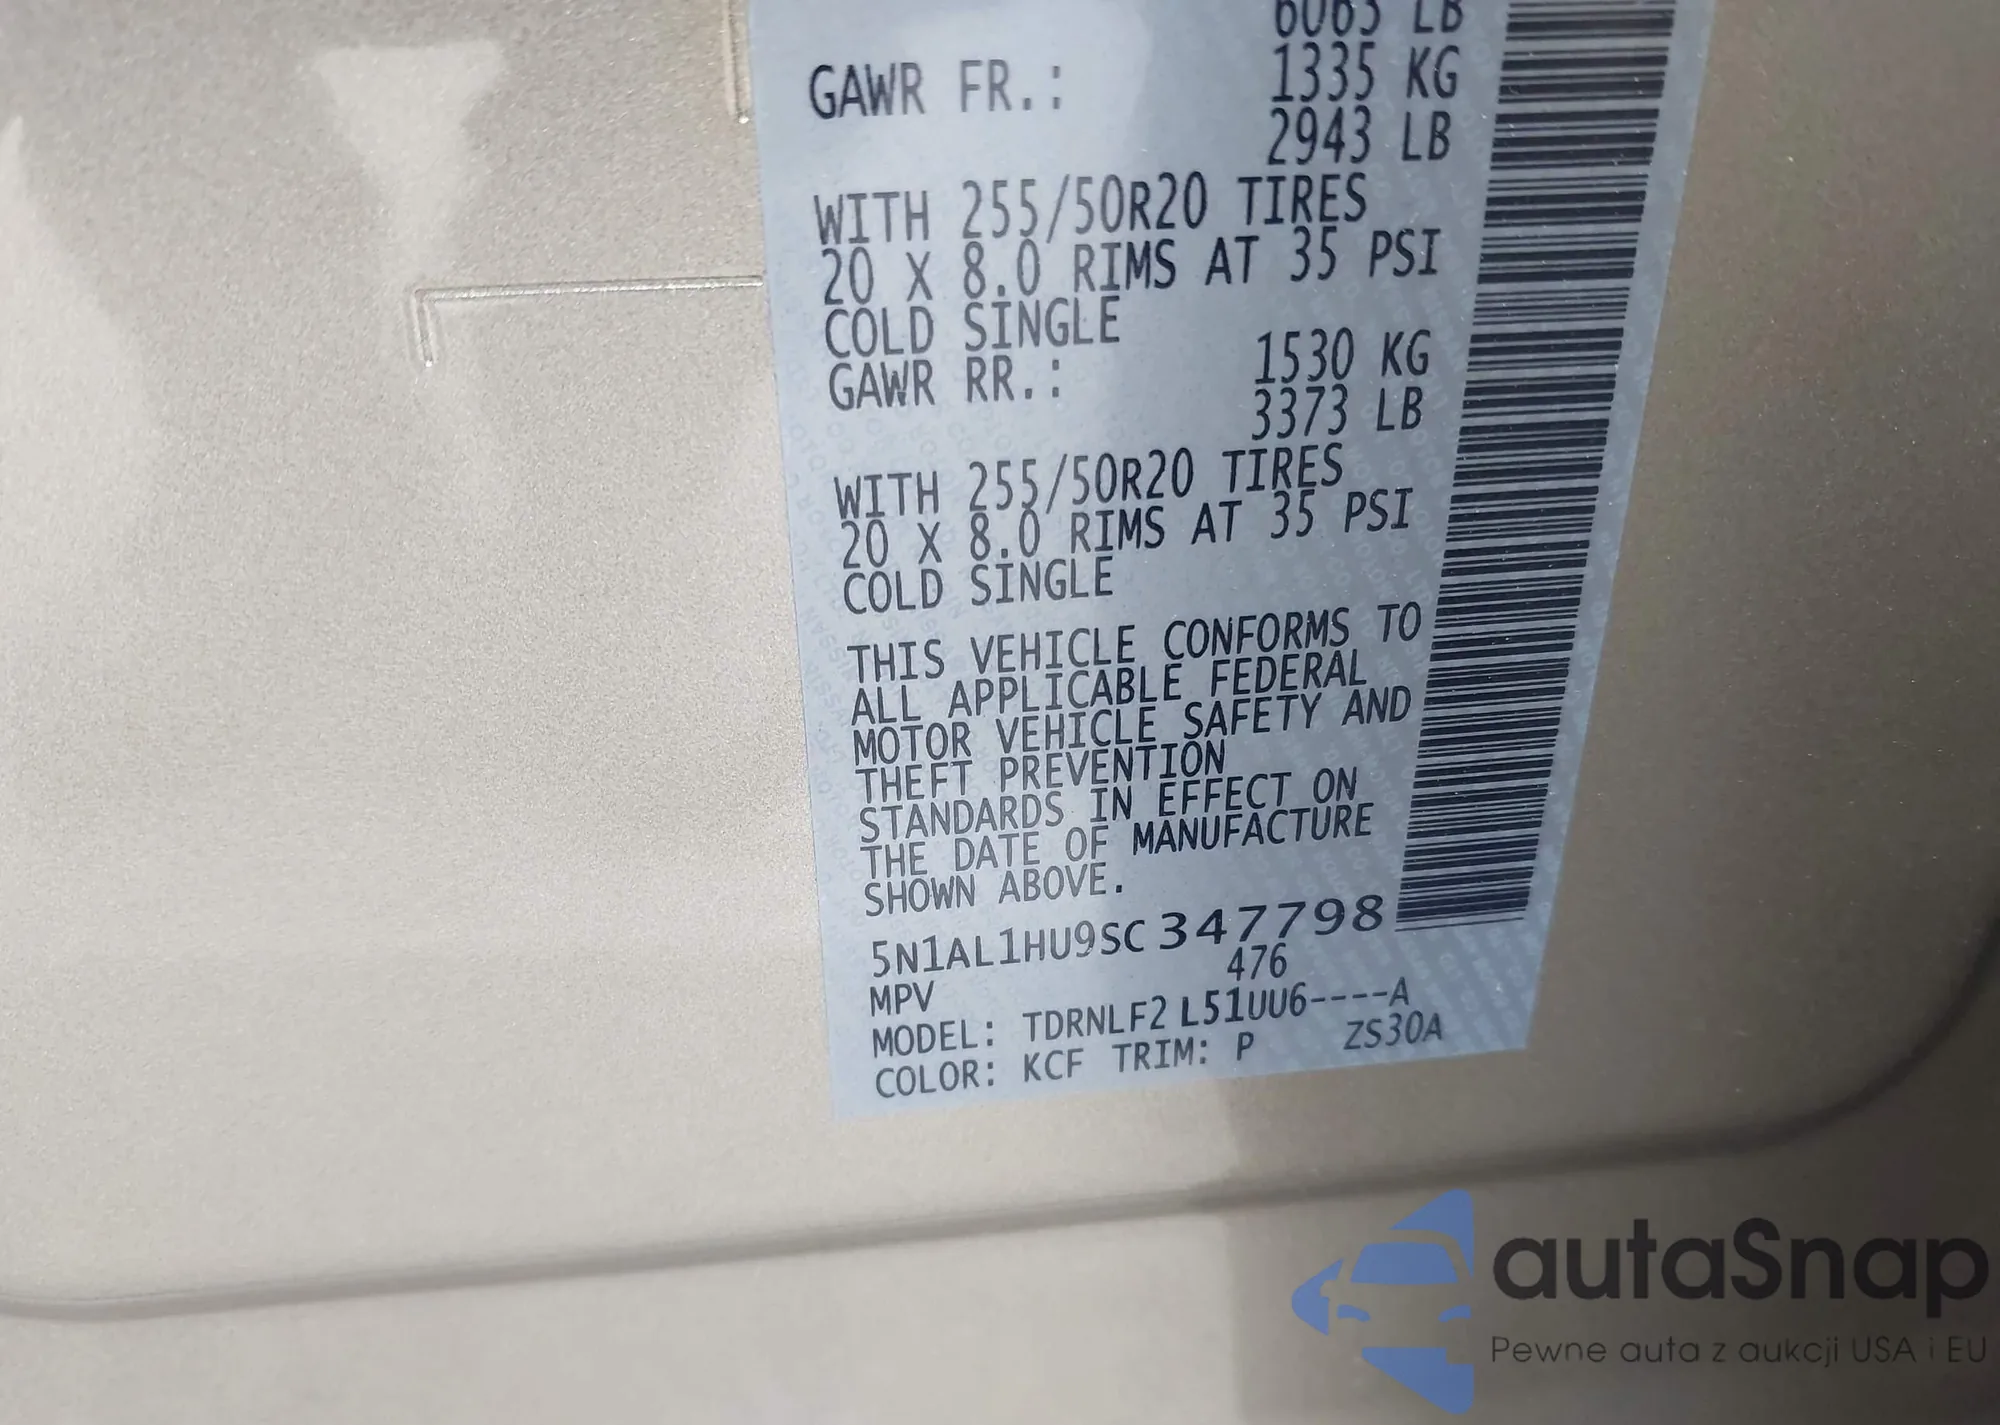 6063 LB
GAWR FR.: 1335 KG
2943 LB
WITH 255/50R20 TIRES
20 X 8.0 RIMS AT 35 PSI
COLD SINGLE
GAWR RR.: 1530 KG
3373 LB
WITH 255/50R20 TIRES
20 X 8.0 RIMS AT 35 PSI
COLD SINGLE
THIS VEHICLE CONFORMS TO
ALL APPLICABLE FEDERAL
MOTOR VEHICLE SAFETY AND
THEFT PREVENTION
STANDARDS IN EFFECT ON
THE DATE OF MANUFACTURE
SHOWN ABOVE.
5N1AL1HU9SC347798
476
MPV
MODEL: TDRNLF2 L51UU6----A
COLOR: KCF TRIM: P ZS30A
autaSnap
Pewne auta z aukcji USA i EU